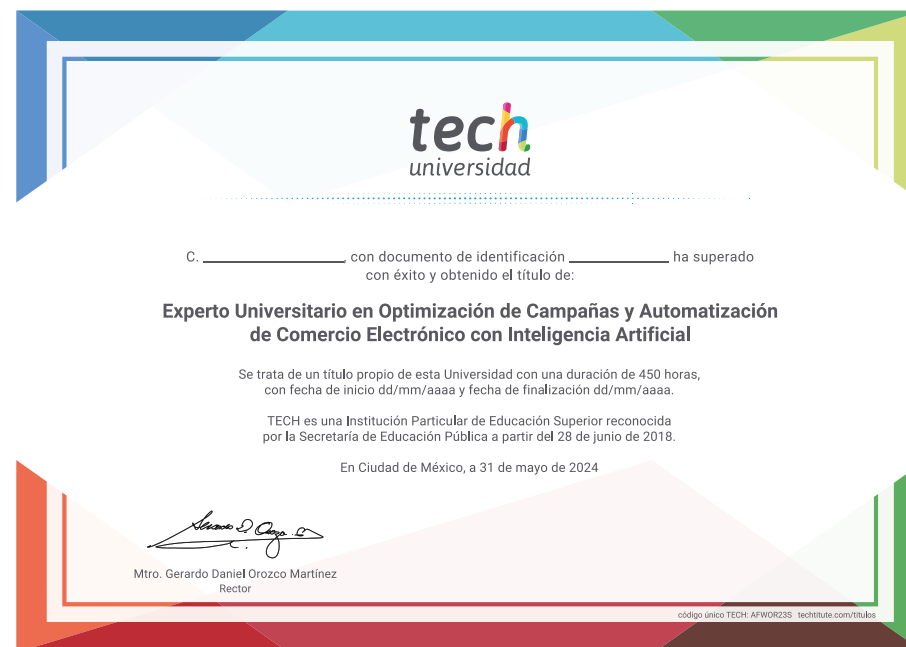 tech
universidad
C. ____________________, con documento de identificación ______________ ha superado
con éxito y obtenido el título de:
Experto Universitario en Optimización de Campañas y Automatización
de Comercio Electrónico con Inteligencia Artificial
Se trata de un título propio de esta Universidad con una duración de 450 horas,
con fecha de inicio dd/mm/aaaa y fecha de finalización dd/mm/aaaa.
TECH es una Institución Particular de Educación Superior reconocida
por la Secretaría de Educación Pública a partir del 28 de junio de 2018.
En Ciudad de México, a 31 de mayo de 2024
Mtro. Gerardo Daniel Orozco Martínez
Rector
código único TECH: AFWOR23S techtitute.com/titulos